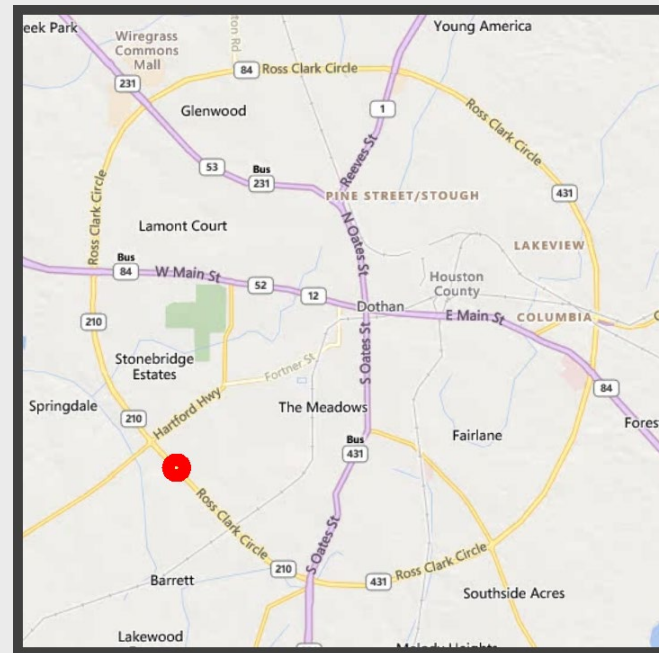 eek Park
Wiregrass
Commons
Mall
ton Rd
Young America
84
Ross Clark Circle
231
Glenwood
1
Ross Clark Circle
Reeves St
53
Bus
231
PINE STREET/STOUGH
431
Ross Clark Circle
Lamont Court
N Oates St
LAKEVIEW
Bus
84
W Main St
52
12
Houston
County
Dothan
E Main St
COLUMBIA
210
S Oates St
Stonebridge
Estates
Fortner St
84
Springdale
Hartford Hwy
The Meadows
210
Fores
Bus
431
Fairlane
Ross Clark Circle
S Oates St
210
Barrett
431
Ross Clark Circle
Southside Acres
Lakewood
Melody Heights